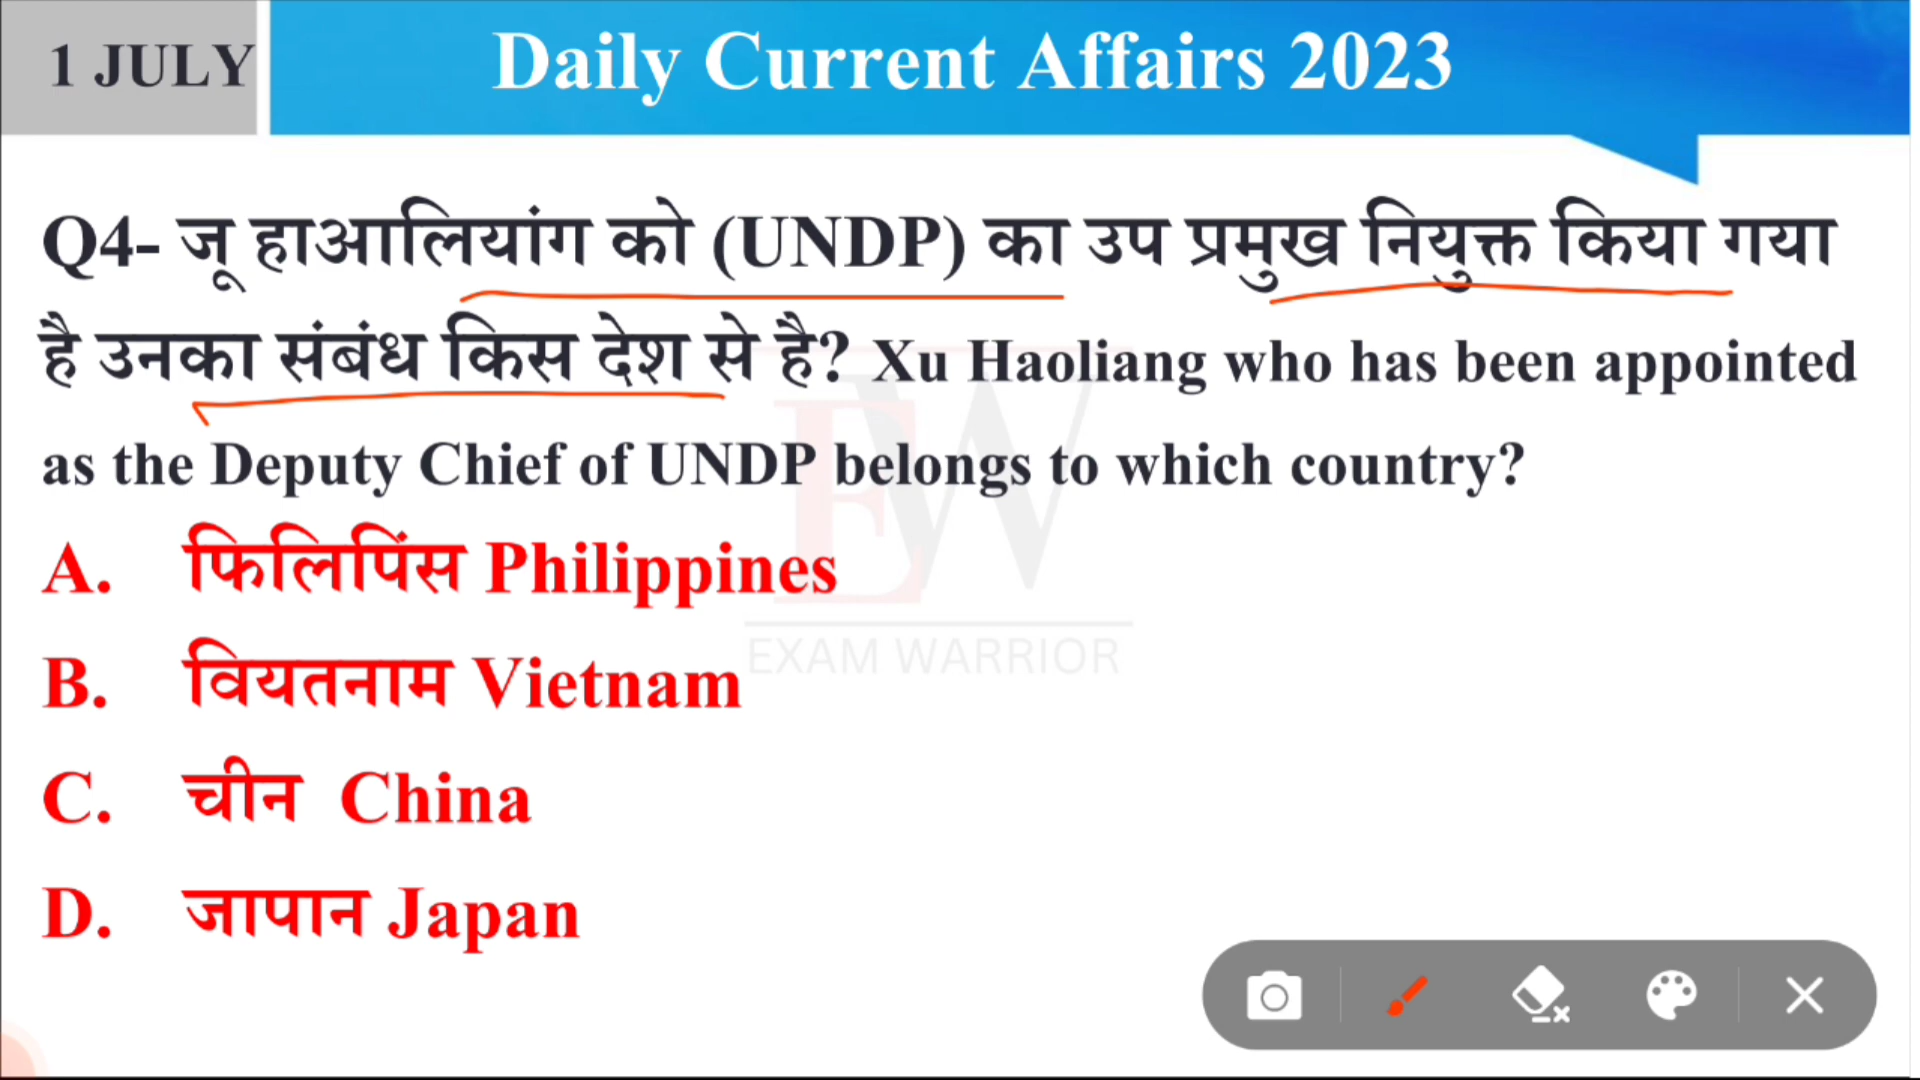 1 JULY
Daily Current Affairs 2023
Q4- जू हाआलियांग को (UNDP) का उप प्रमुख नियुक्त किया गया
है उनका संबंध किस देश से है? Xu Haoliang who has been appointed
as the Deputy Chief of UNDP belongs to which country?
EW
EXAM WARRIOR
A. फिलिपिंस Philippines
B. वियतनाम Vietnam
C. चीन China
D. जापान Japan